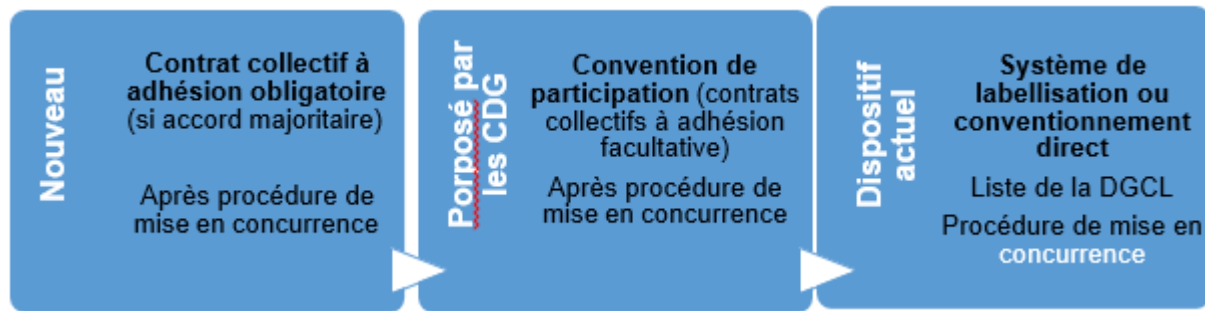 Nouveau
Contrat collectif à
adhésion obligatoire
(si accord majoritaire)
Après procédure de
mise en concurrence
Porposé par
les CDG
Convention de
participation (contrats
collectifs à adhésion
facultative)
Après procédure de
mise en concurrence
Dispositif
actuel
Système de
labellisation ou
conventionnement
direct
Liste de la DGCL
Procédure de mise en
concurrence